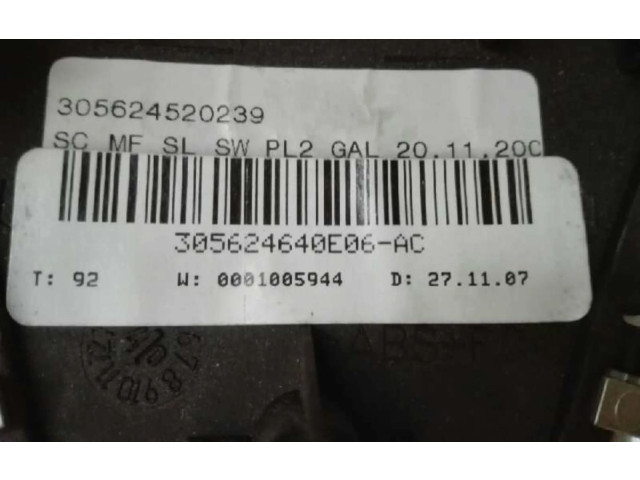 305624520239
SC MF SL SW PL2 GAL 20.11.200
305624640E06-AC
T: 92 W: 0001005944 D: 27.11.07